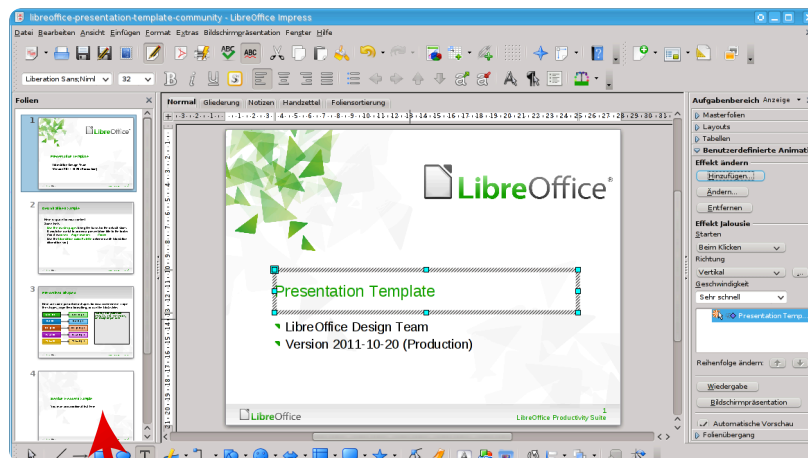 libreoffice-presentation-template-community - LibreOffice Impress
Datei Bearbeiten Ansicht Einfügen Format Extras Bildschirmpräsentation Fenster Hilfe
Liberation Sans;Niml 32
Folien
Normal Gliederung Notizen Handzettel Foliensortierung
1
2
3
4
LibreOffice
Presentation Template
LibreOffice Design Team
Version 2011-10-20 (Production)
LibreOffice
LibreOffice Productivity Suite
1
Aufgabenbereich Anzeige
Masterfolien
Layouts
Tabellen
Benutzerdefinierte Animati
Effekt ändern
Hinzufügen...
Ändern...
Entfernen
Effekt Jalousie
Starten
Beim Klicken
Richtung
Vertikal ...
Geschwindigkeit
Sehr schnell
Presentation Temp...
Reihenfolge ändern:
Wiedergabe
Bildschirmpräsentation
Automatische Vorschau
Folienübergang